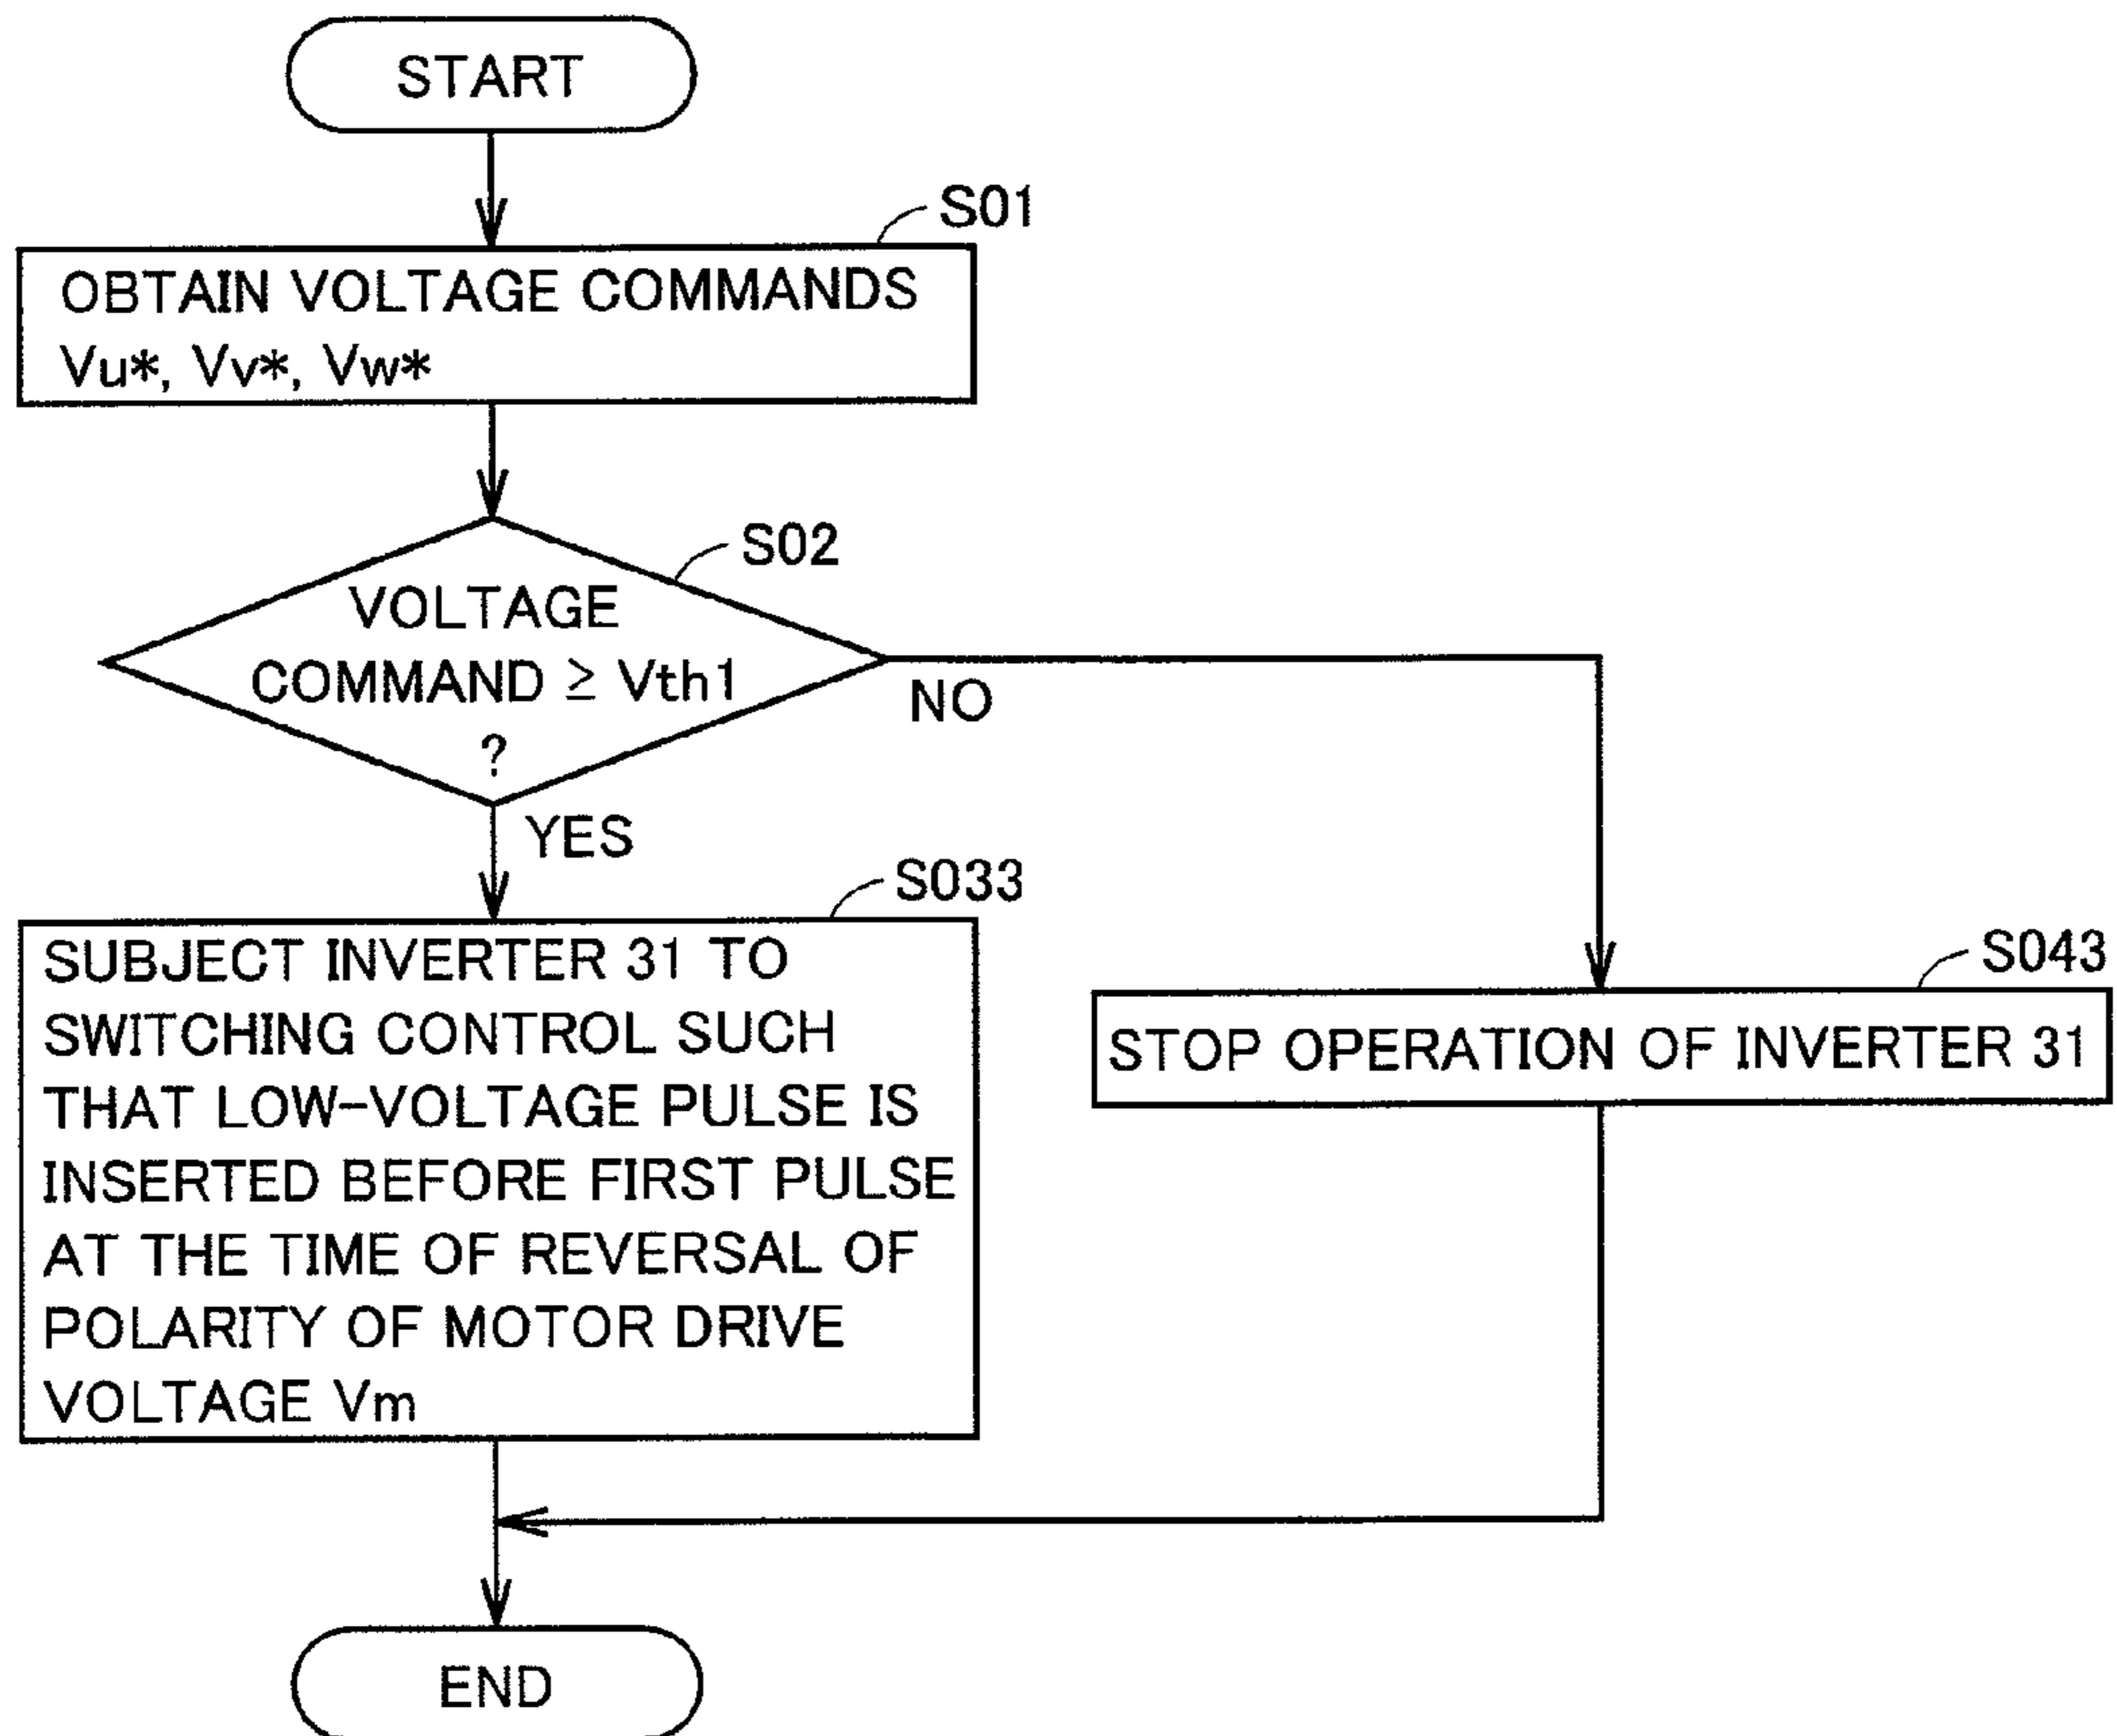 START
S01
OBTAIN VOLTAGE COMMANDS
Vu*, Vv*, Vw*
S02
VOLTAGE
COMMAND ≥ Vth1
?
NO
YES
S033
SUBJECT INVERTER 31 TO
SWITCHING CONTROL SUCH
THAT LOW-VOLTAGE PULSE IS
INSERTED BEFORE FIRST PULSE
AT THE TIME OF REVERSAL OF
POLARITY OF MOTOR DRIVE
VOLTAGE Vm
S043
STOP OPERATION OF INVERTER 31
END